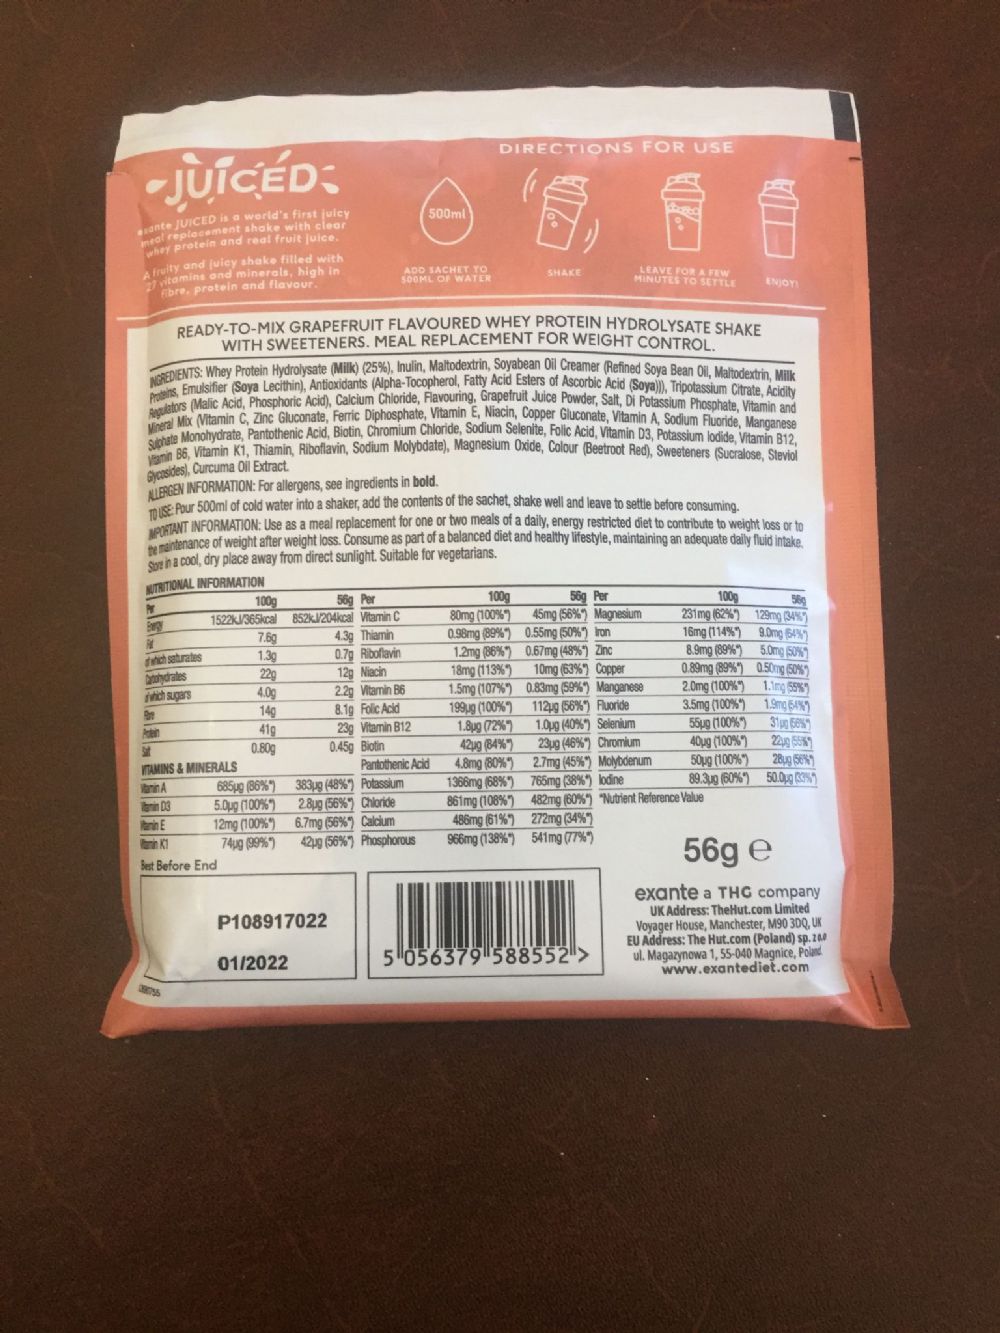 JUICED
exante JUICED is a world's first juicy
meal replacement shake with clear
whey protein and real fruit juice.
A fruity and juicy shake filled with
27 vitamins and minerals, high in
fibre, protein and flavour.
DIRECTIONS FOR USE
500ml
ADD SACHET TO
500ML OF WATER
SHAKE
LEAVE FOR A FEW
MINUTES TO SETTLE
ENJOY!
READY-TO-MIX GRAPEFRUIT FLAVOURED WHEY PROTEIN HYDROLYSATE SHAKE
WITH SWEETENERS. MEAL REPLACEMENT FOR WEIGHT CONTROL.
INGREDIENTS: Whey Protein Hydrolysate (Milk) (25%), Inulin, Maltodextrin, Soyabean Oil Creamer (Refined Soya Bean Oil, Maltodextrin, Milk
Proteins, Emulsifier (Soya Lecithin), Antioxidants (Alpha-Tocopherol, Fatty Acid Esters of Ascorbic Acid (Soya))), Tripotassium Citrate, Acidity
Regulators (Malic Acid, Phosphoric Acid), Calcium Chloride, Flavouring, Grapefruit Juice Powder, Salt, Di Potassium Phosphate, Vitamin and
Mineral Mix (Vitamin C, Zinc Gluconate, Ferric Diphosphate, Vitamin E, Niacin, Copper Gluconate, Vitamin A, Sodium Fluoride, Manganese
Sulphate Monohydrate, Pantothenic Acid, Biotin, Chromium Chloride, Sodium Selenite, Folic Acid, Vitamin D3, Potassium Iodide, Vitamin B12,
Vitamin B6, Vitamin K1, Thiamin, Riboflavin, Sodium Molybdate), Magnesium Oxide, Colour (Beetroot Red), Sweeteners (Sucralose, Steviol
Glycosides), Curcuma Oil Extract.
ALLERGEN INFORMATION: For allergens, see ingredients in bold.
TO USE: Pour 500ml of cold water into a shaker, add the contents of the sachet, shake well and leave to settle before consuming.
IMPORTANT INFORMATION: Use as a meal replacement for one or two meals of a daily, energy restricted diet to contribute to weight loss or to
the maintenance of weight after weight loss. Consume as part of a balanced diet and healthy lifestyle, maintaining an adequate daily fluid intake.
Store in a cool, dry place away from direct sunlight. Suitable for vegetarians.
NUTRITIONAL INFORMATION
Per 100g 56g
Energy 1522kJ/365kcal 852kJ/204kcal
Fat 7.6g 4.3g
of which saturates 1.3g 0.7g
Carbohydrates 22g 12g
of which sugars 4.0g 2.2g
Fibre 14g 8.1g
Protein 41g 23g
Salt 0.80g 0.45g
VITAMINS & MINERALS
Vitamin A 685µg (86%*) 383µg (48%*)
Vitamin D3 5.0µg (100%*) 2.8µg (56%*)
Vitamin E 12mg (100%*) 6.7mg (56%*)
Vitamin K1 74µg (99%*) 42µg (56%*)
Per 100g 56g
Vitamin C 80mg (100%*) 45mg (56%*)
Thiamin 0.98mg (89%*) 0.55mg (50%*)
Riboflavin 1.2mg (86%*) 0.67mg (48%*)
Niacin 18mg (113%*) 10mg (63%*)
Vitamin B6 1.5mg (107%*) 0.83mg (59%*)
Folic Acid 199µg (100%*) 112µg (56%*)
Vitamin B12 1.8µg (72%*) 1.0µg (40%*)
Biotin 42µg (84%*) 23µg (46%*)
Pantothenic Acid 4.8mg (80%*) 2.7mg (45%*)
Potassium 1366mg (68%*) 765mg (38%*)
Chloride 861mg (108%*) 482mg (60%*)
Calcium 486mg (61%*) 272mg (34%*)
Phosphorous 966mg (138%*) 541mg (77%*)
Per 100g 56g
Magnesium 231mg (62%*) 129mg (34%*)
Iron 16mg (114%*) 9.0mg (64%*)
Zinc 8.9mg (89%*) 5.0mg (50%*)
Copper 0.89mg (89%*) 0.50mg (50%*)
Manganese 2.0mg (100%*) 1.1mg (55%*)
Fluoride 3.5mg (100%*) 1.9mg (54%*)
Selenium 55µg (100%*) 31µg (56%*)
Chromium 40µg (100%*) 22µg (55%*)
Molybdenum 50µg (100%*) 28µg (56%*)
Iodine 89.3µg (60%*) 50.0µg (33%*)
*Nutrient Reference Value
Best Before End
P108917022
01/2022
5 056379 588552 >
56g e
exante a THG company
UK Address: TheHut.com Limited
Voyager House, Manchester, M90 3DQ, UK
EU Address: The Hut.com (Poland) sp. z o.o
ul. Magazynowa 1, 55-040 Magnice, Poland.
www.exantediet.com